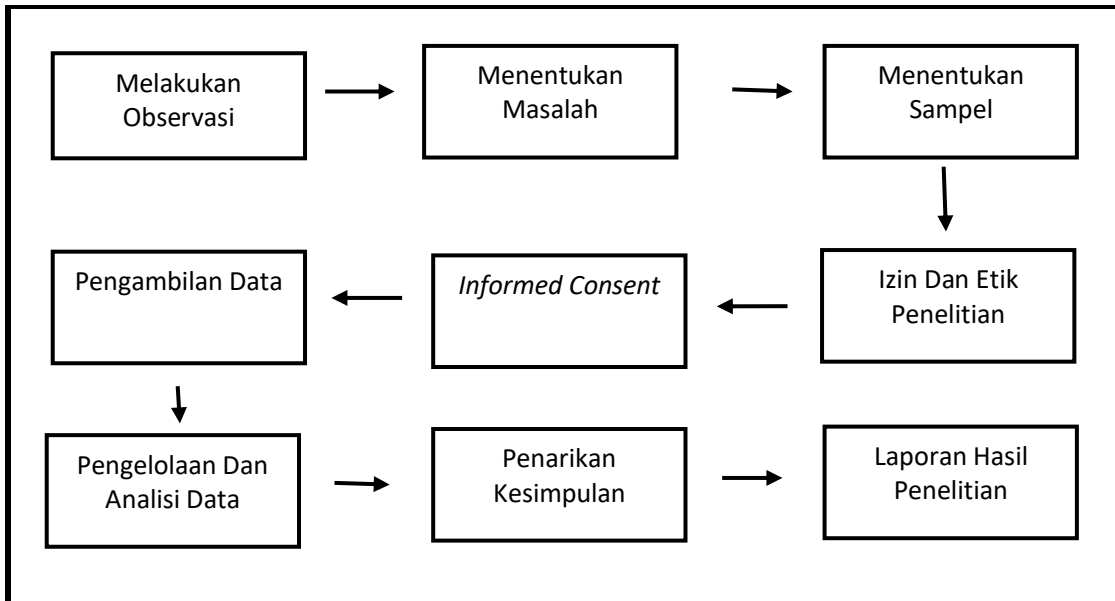 Melakukan
Observasi
Menentukan
Masalah
Menentukan
Sampel
Izin Dan Etik
Penelitian
Informed Consent
Pengambilan Data
Pengelolaan Dan
Analisi Data
Penarikan
Kesimpulan
Laporan Hasil
Penelitian